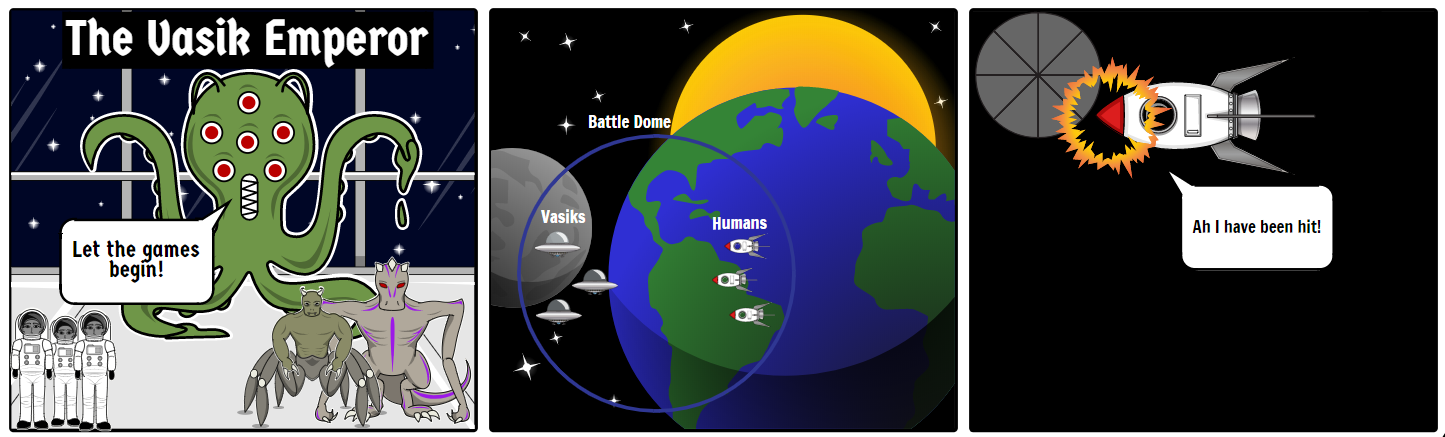 The Vasik Emperor
Let the games
begin!
Battle Dome
Vasiks
Humans
Ah I have been hit!